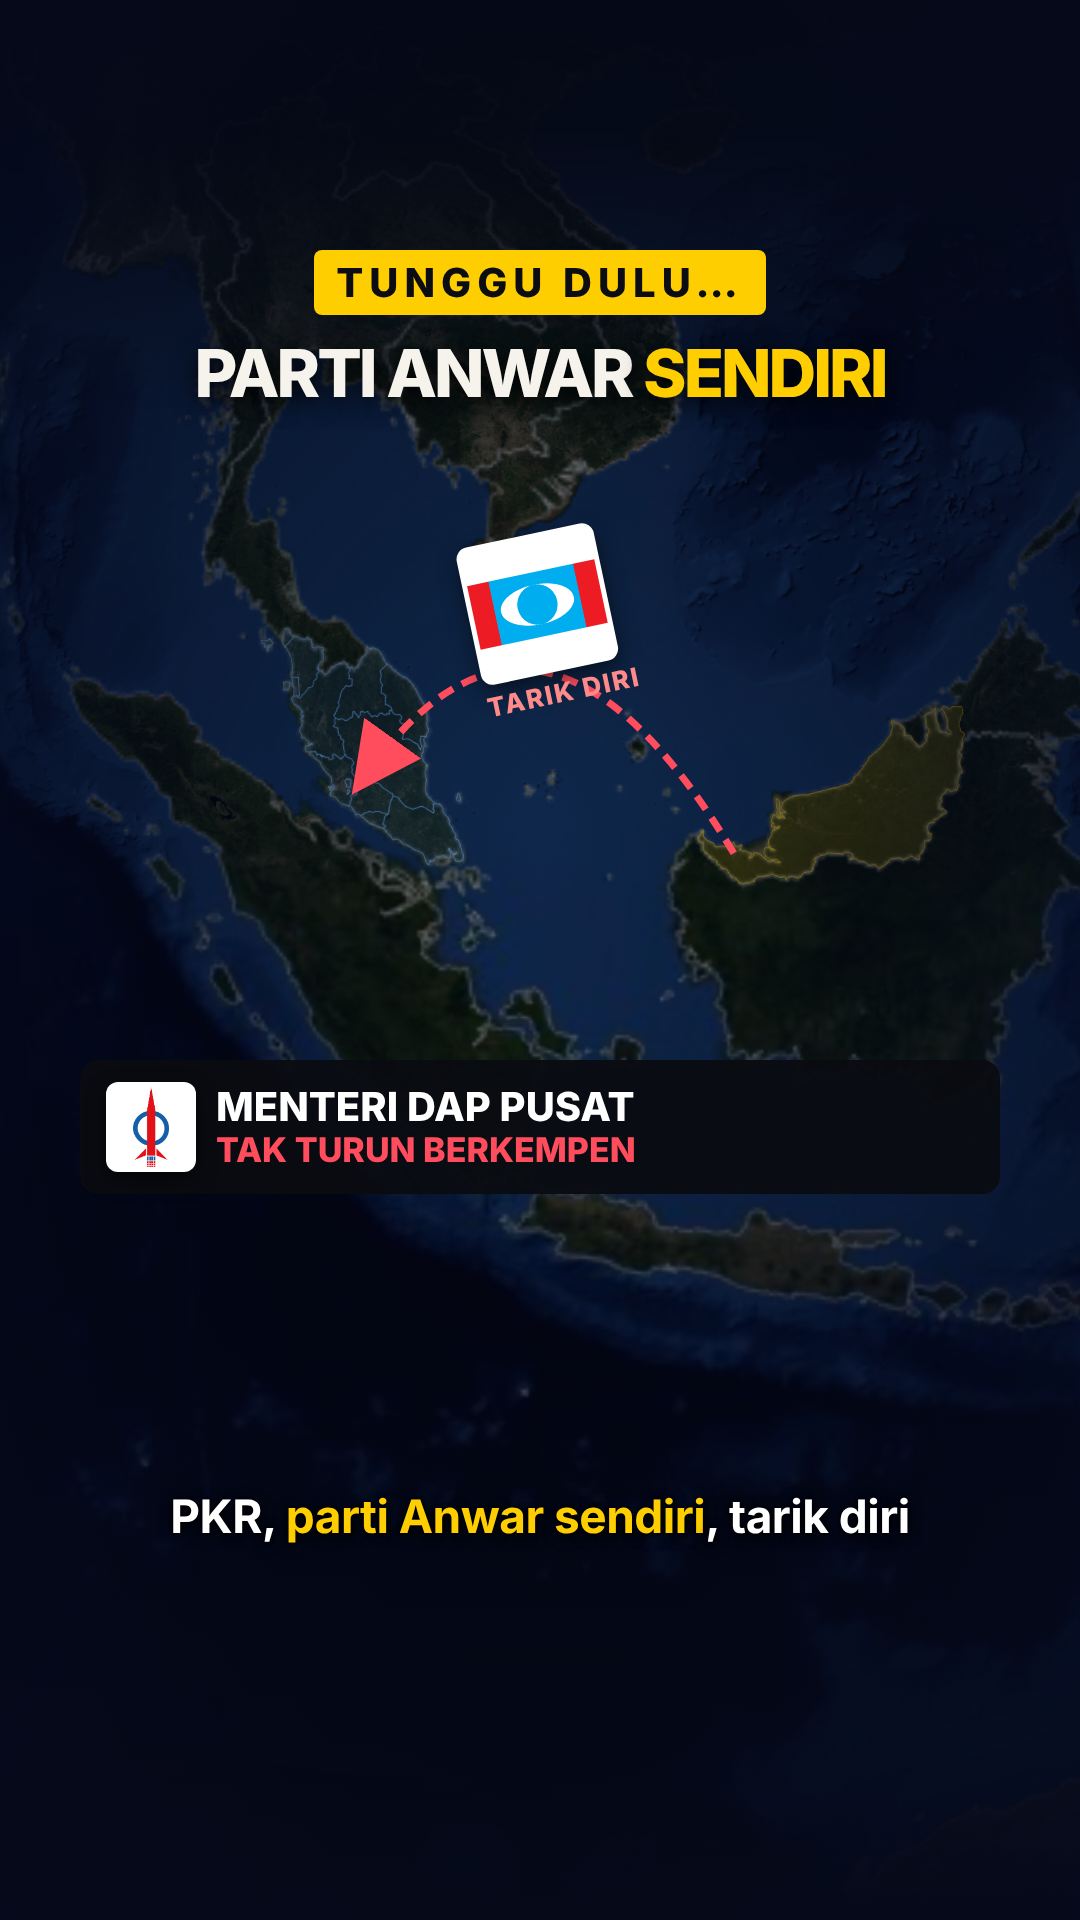 TUNGGU DULU...
PARTI ANWAR SENDIRI
TARIK DIRI
MENTERI DAP PUSAT
TAK TURUN BERKEMPEN
PKR, parti Anwar sendiri, tarik diri